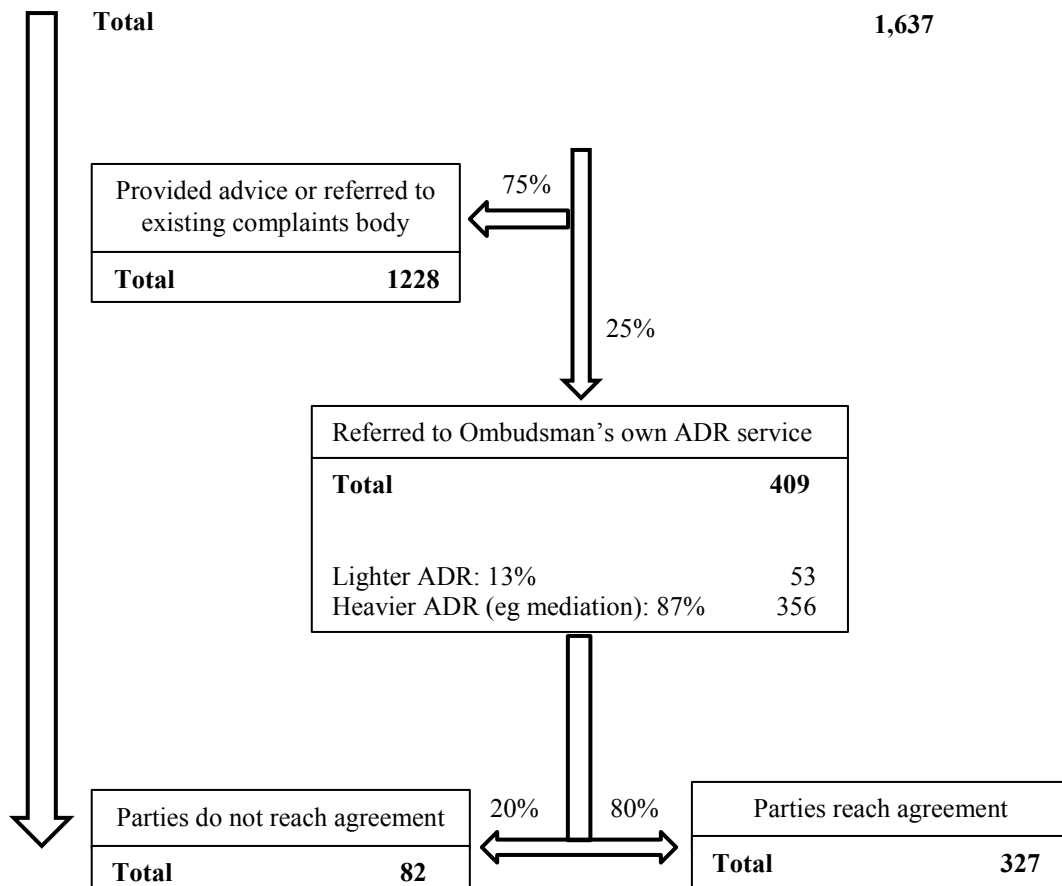 Total 1,637
75%
Provided advice or referred to
existing complaints body
Total 1228
25%
Referred to Ombudsman’s own ADR service
Total 409
Lighter ADR: 13% 53
Heavier ADR (eg mediation): 87% 356
Parties do not reach agreement
20%
80%
Parties reach agreement
Total 82
Total 327